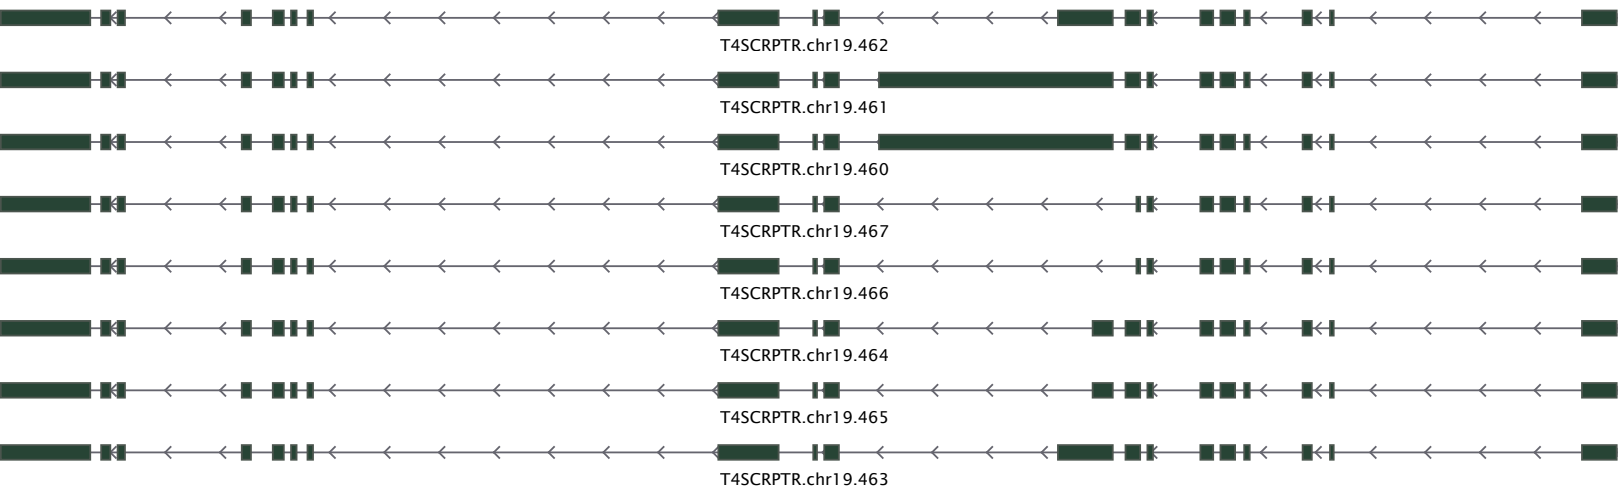 T4SCRPTR.chr19.462
T4SCRPTR.chr19.461
T4SCRPTR.chr19.460
T4SCRPTR.chr19.467
T4SCRPTR.chr19.466
T4SCRPTR.chr19.464
T4SCRPTR.chr19.465
T4SCRPTR.chr19.463